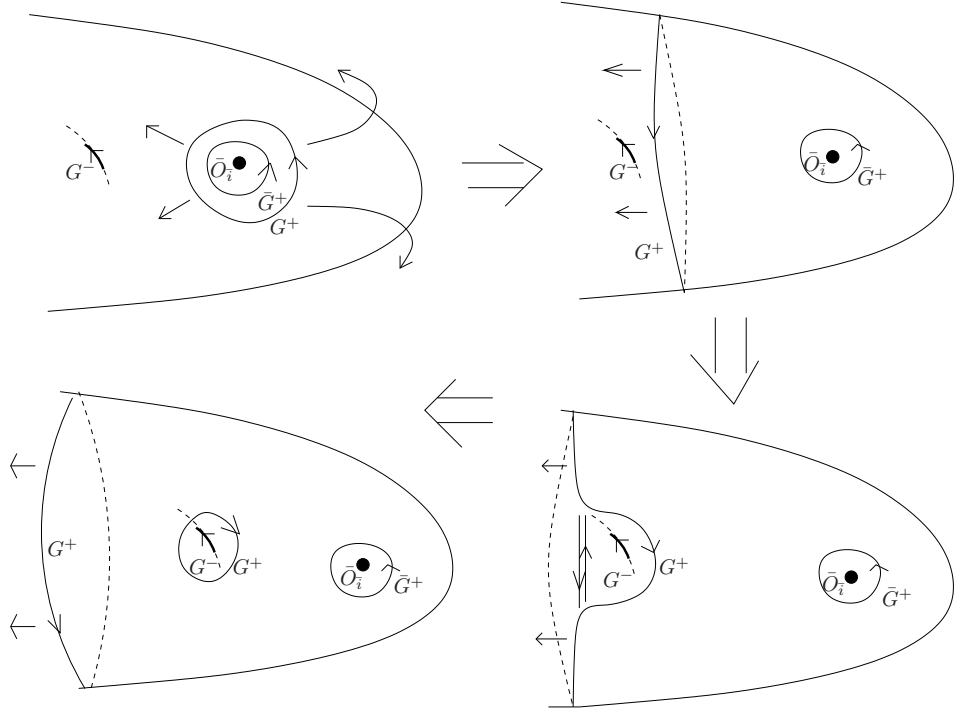 G⁻ Ō_ī Ḡ⁺ G⁺
G⁻ G⁺ Ō_ī Ḡ⁺
G⁺ G⁻ G⁺ Ō_ī Ḡ⁺
G⁻ G⁺ Ō_ī Ḡ⁺